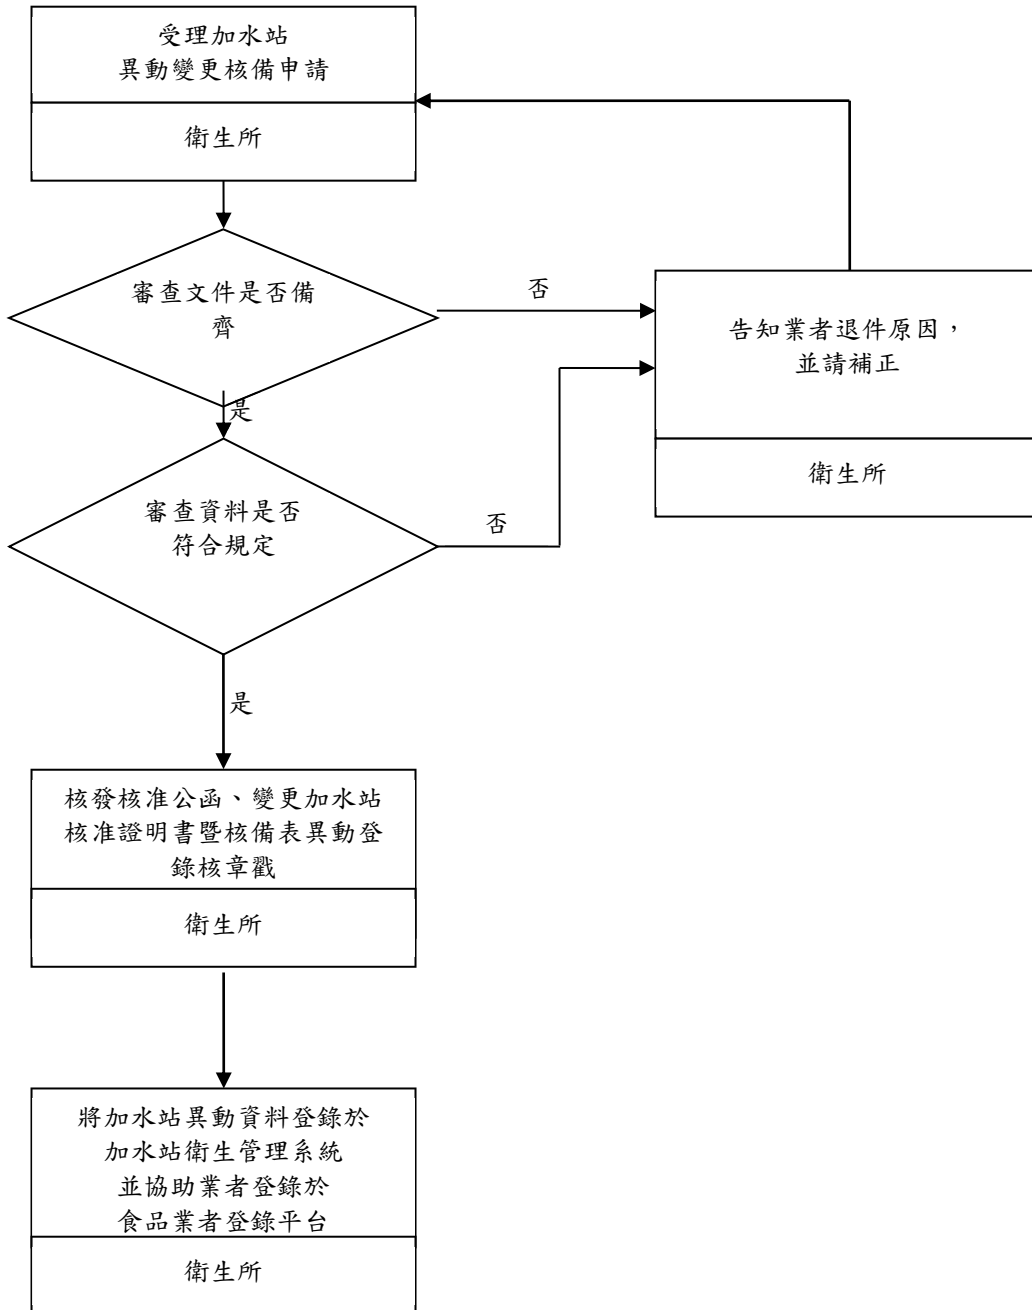 受理加水站
異動變更核備申請
衛生所
審查文件是否備
齊
否
告知業者退件原因，
並請補正
衛生所
是
審查資料是否
符合規定
否
是
核發核准公函、變更加水站
核准證明書暨核備表異動登
錄核章戳
衛生所
將加水站異動資料登錄於
加水站衛生管理系統
並協助業者登錄於
食品業者登錄平台
衛生所